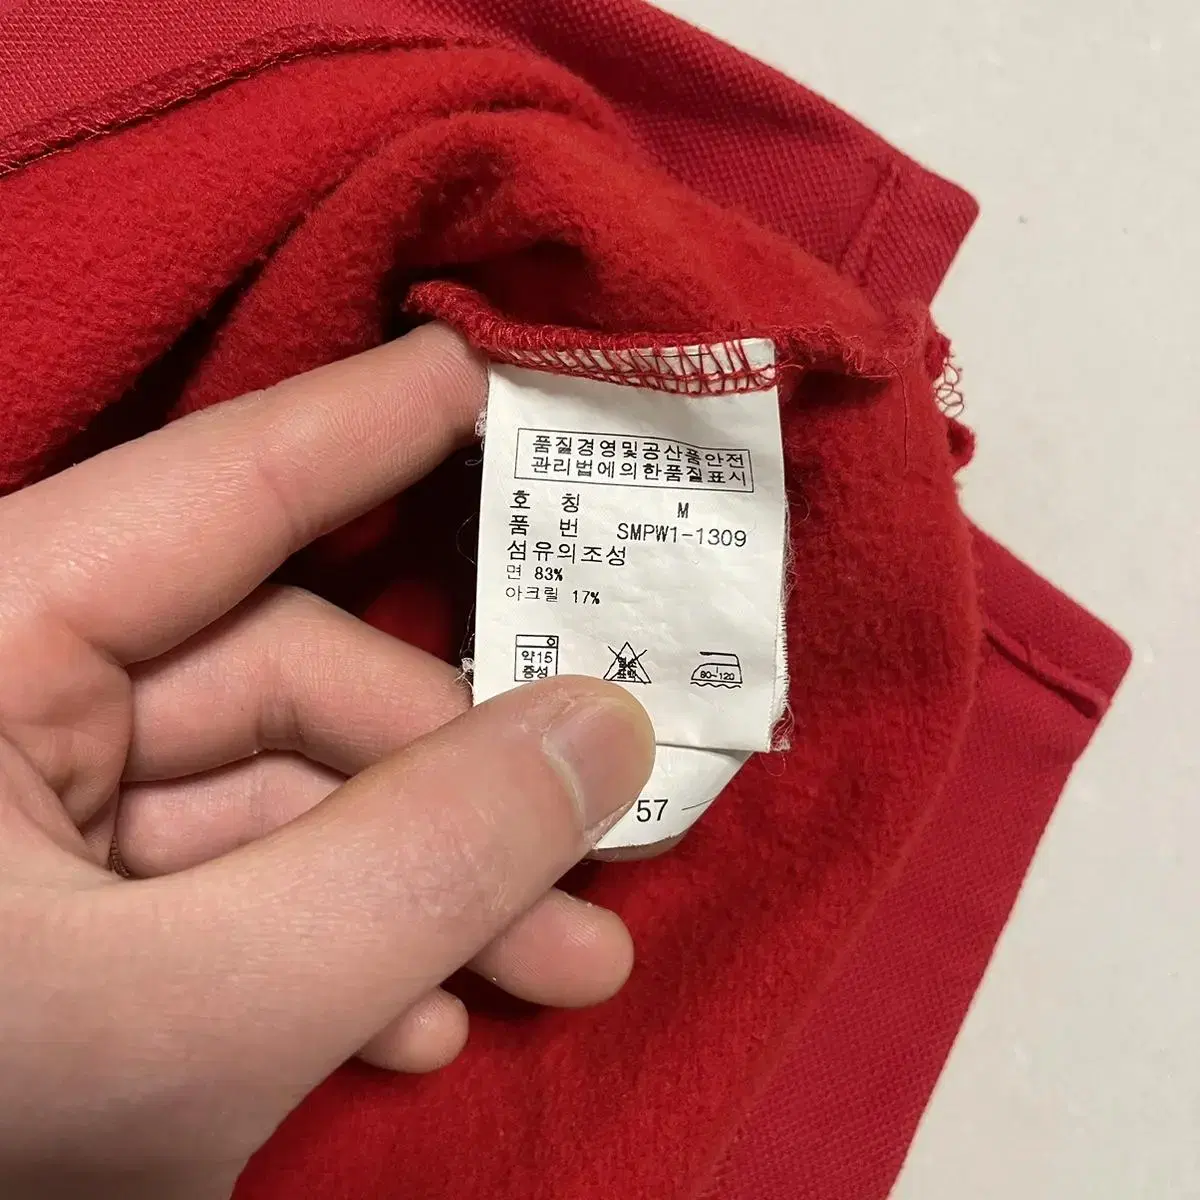 품질경영및공산품안전
관리법에의한품질표시
호 칭 M
품 번 SMPW1-1309
섬유의조성
면 83%
아크릴 17%
약15
중성
80~120
57